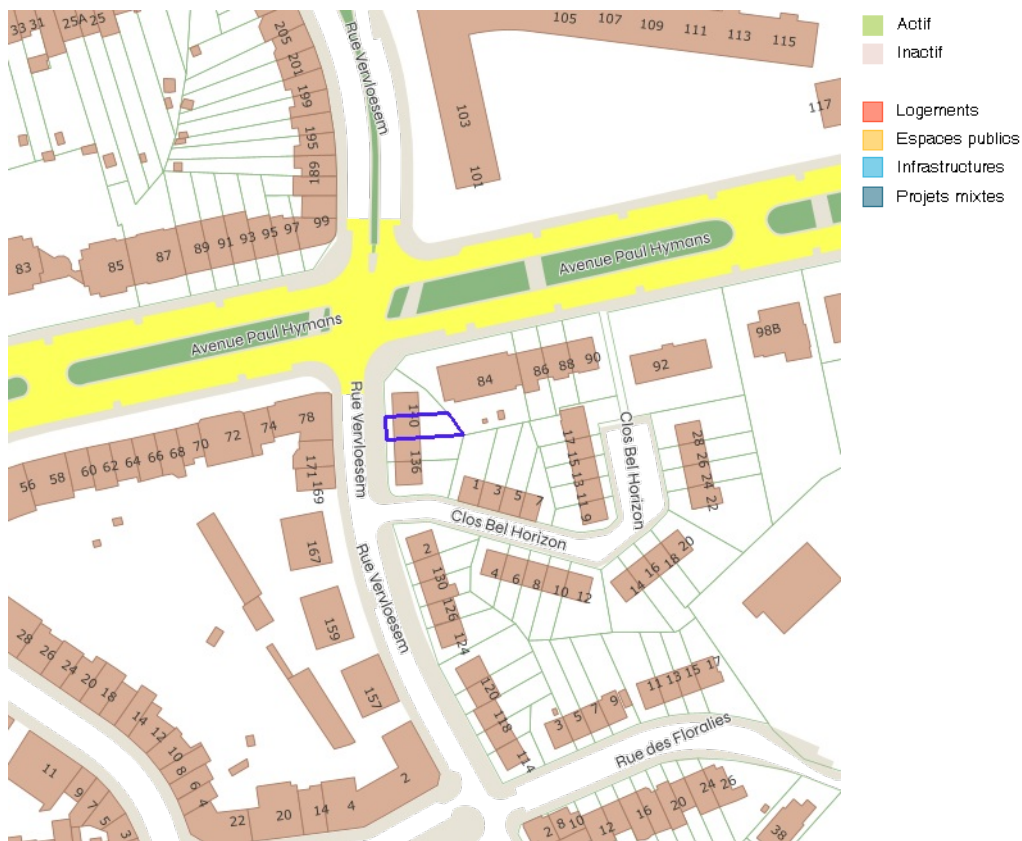 33 31 25A 25
205
201
199
195
189
99
97
95
93
91
89
87
85
83
Rue Vervloesem
105 107 109 111 113 115
103
101
117
Avenue Paul Hymans
Avenue Paul Hymans
98B
92
90
88
86
84
140
136
Rue Vervloesem
78
74
72
70
68
66
64
62
60
58
56
171
169
167
159
157
17 15 13 11 9
Clos Bel Horizon
28 26 24 22
1 3 5 7
Clos Bel Horizon
2
130
126
124
4 6 8 10 12
14 16 18 20
Rue Vervloesem
120
118
114
3 5 7 9
11 13 15 17
Rue des Floralies
28 26 24 20 18
14 12 10 8 6 4
11
9 7 5 3
22 20 14 4 2
2 8 10 12 16 20 24 26
38
Actif
Inactif
Logements
Espaces publics
Infrastructures
Projets mixtes